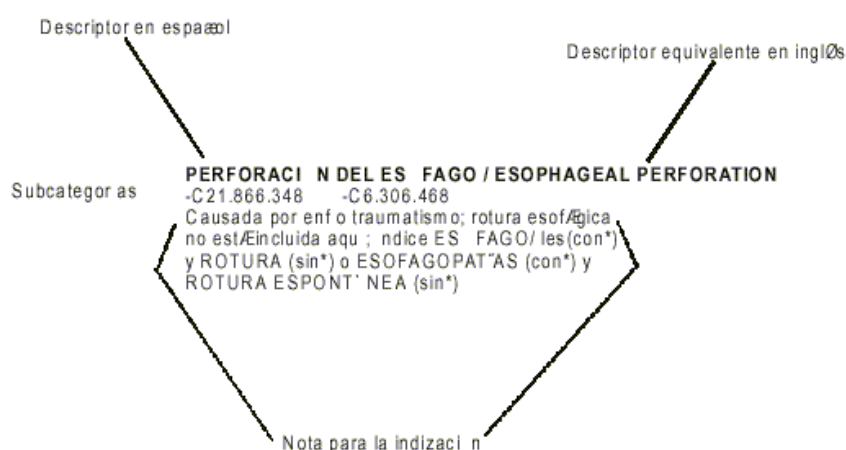 Descriptor en espaæol
Descriptor equivalente en inglØs
PERFORACI N DEL ES FAGO / ESOPHAGEAL PERFORATION
Subcategor as
-C21.866.348 -C6.306.468
Causada por enf o traumatismo; rotura esofÆgica
no estÆ incluida aqu ; ndice ES FAGO/ les(con*)
y ROTURA (sin*) o ESOFAGOPAT˝AS (con*) y
ROTURA ESPONT`NEA (sin*)
Nota para la indizaci n